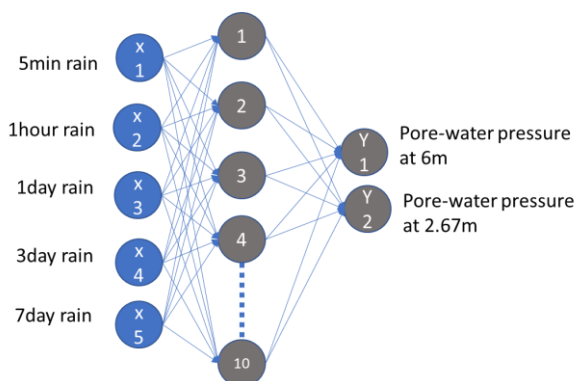 5min rain
1hour rain
1day rain
3day rain
7day rain
x
1
x
2
x
3
x
4
x
5
1
2
3
4
10
Y
1
Y
2
Pore-water pressure
at 6m
Pore-water pressure
at 2.67m